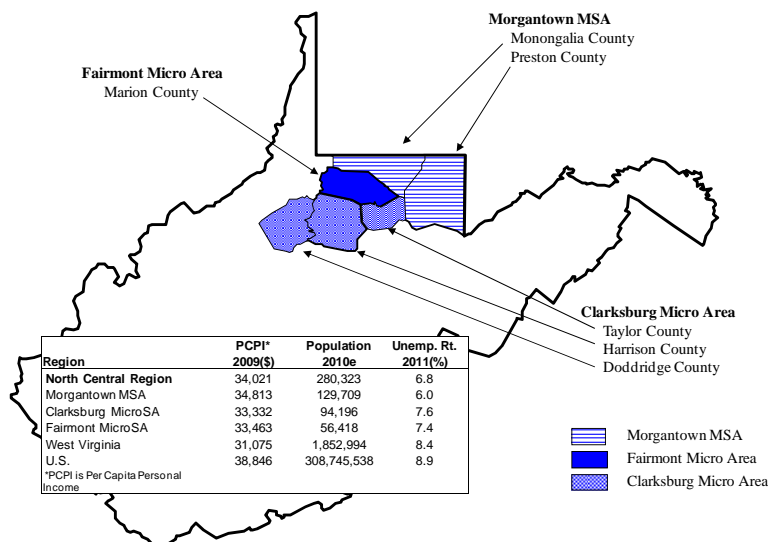 Morgantown MSA
Monongalia County
Preston County
Fairmont Micro Area
Marion County
Clarksburg Micro Area
Taylor County
Harrison County
Doddridge County
PCPI* Population Unemp. Rt.
Region 2009($) 2010e 2011(%)
North Central Region 34,021 280,323 6.8
Morgantown MSA 34,813 129,709 6.0
Clarksburg MicroSA 33,332 94,196 7.6
Fairmont MicroSA 33,463 56,418 7.4
West Virginia 31,075 1,852,994 8.4
U.S. 38,846 308,745,538 8.9
*PCPI is Per Capita Personal
Income
Morgantown MSA
Fairmont Micro Area
Clarksburg Micro Area